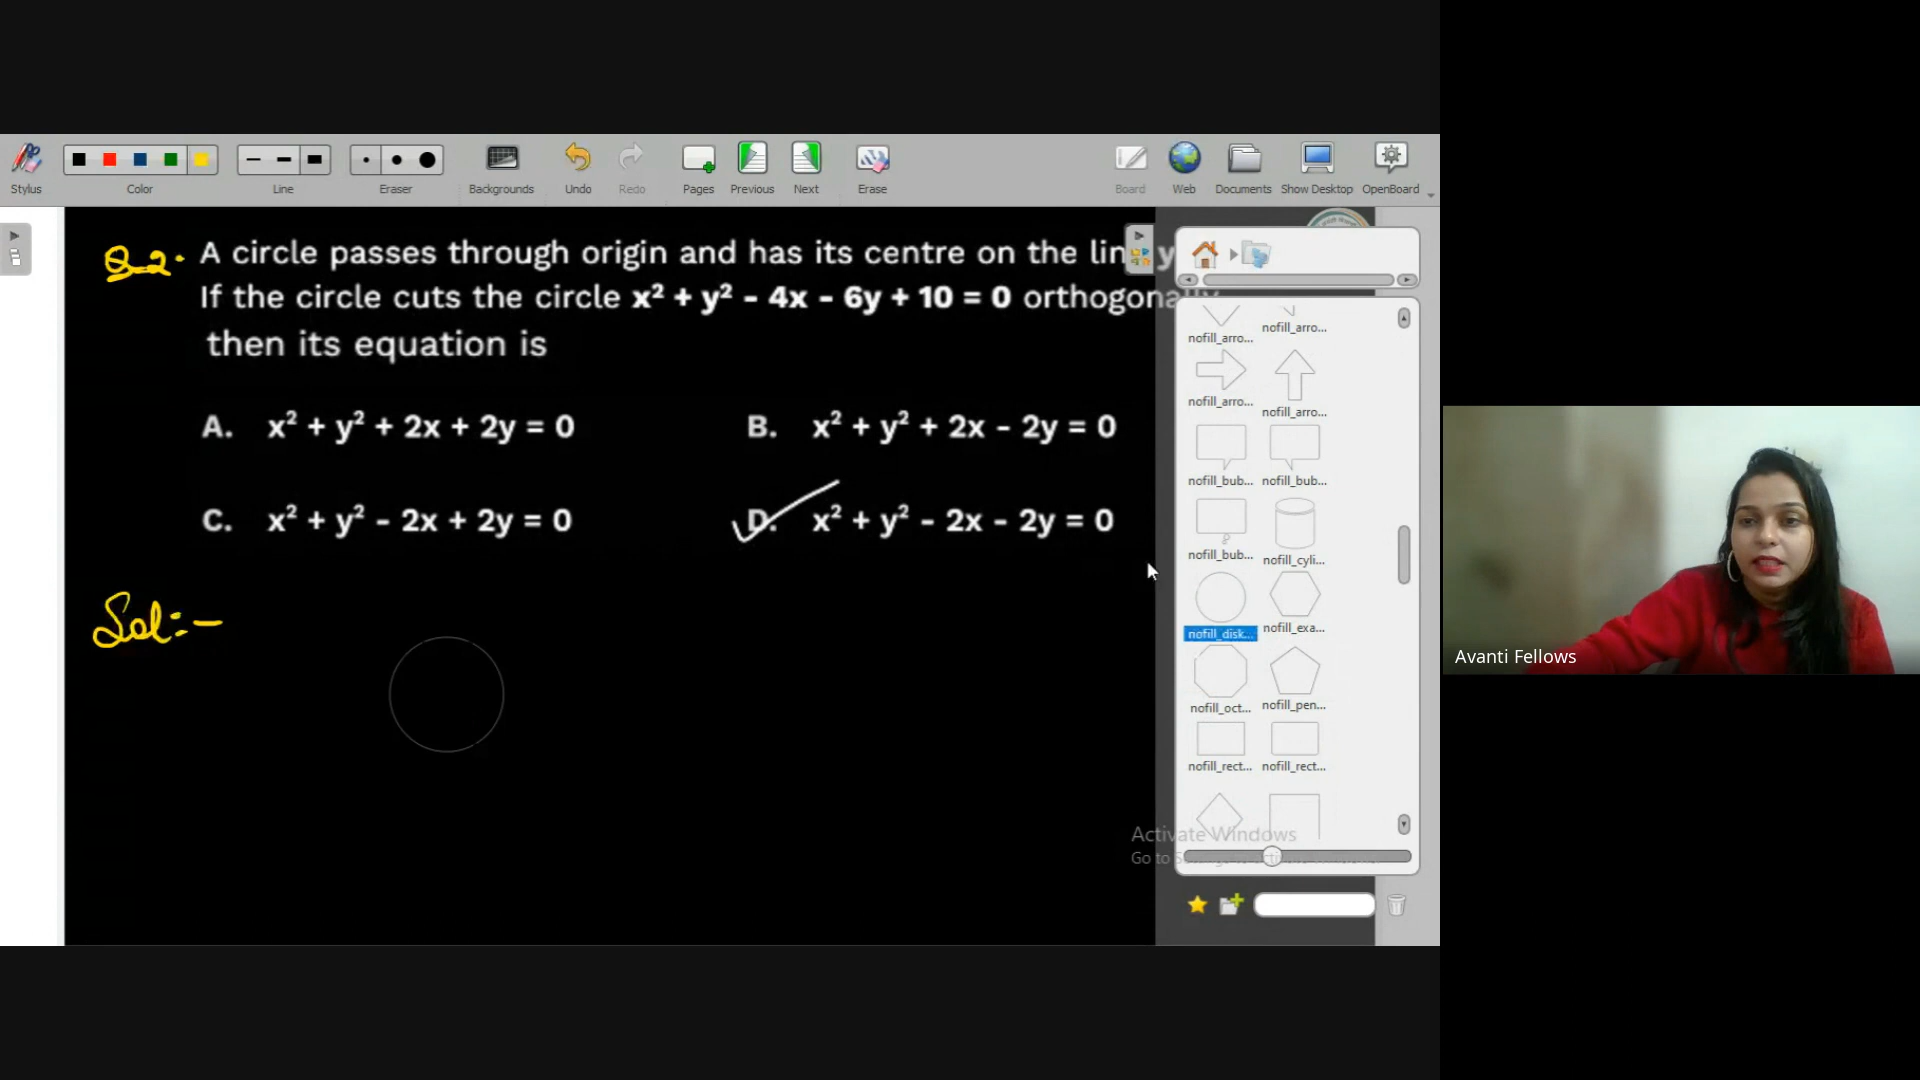 Stylus
Color
Line
Eraser
Backgrounds
Undo
Redo
Pages
Previous
Next
Erase
Board
Web
Documents
Show Desktop
OpenBoard
Q-2. A circle passes through origin and has its centre on the lin y
If the circle cuts the circle x² + y² - 4x - 6y + 10 = 0 orthogonally
then its equation is
A. x² + y² + 2x + 2y = 0
B. x² + y² + 2x - 2y = 0
C. x² + y² - 2x + 2y = 0
D. x² + y² - 2x - 2y = 0
Sol:-
nofill_arro... nofill_arro...
nofill_arro... nofill_arro...
nofill_bub... nofill_bub...
nofill_bub... nofill_cyli...
nofill_disk... nofill_exa...
nofill_oct... nofill_pen...
nofill_rect... nofill_rect...
Activate Windows
Go to
Avanti Fellows